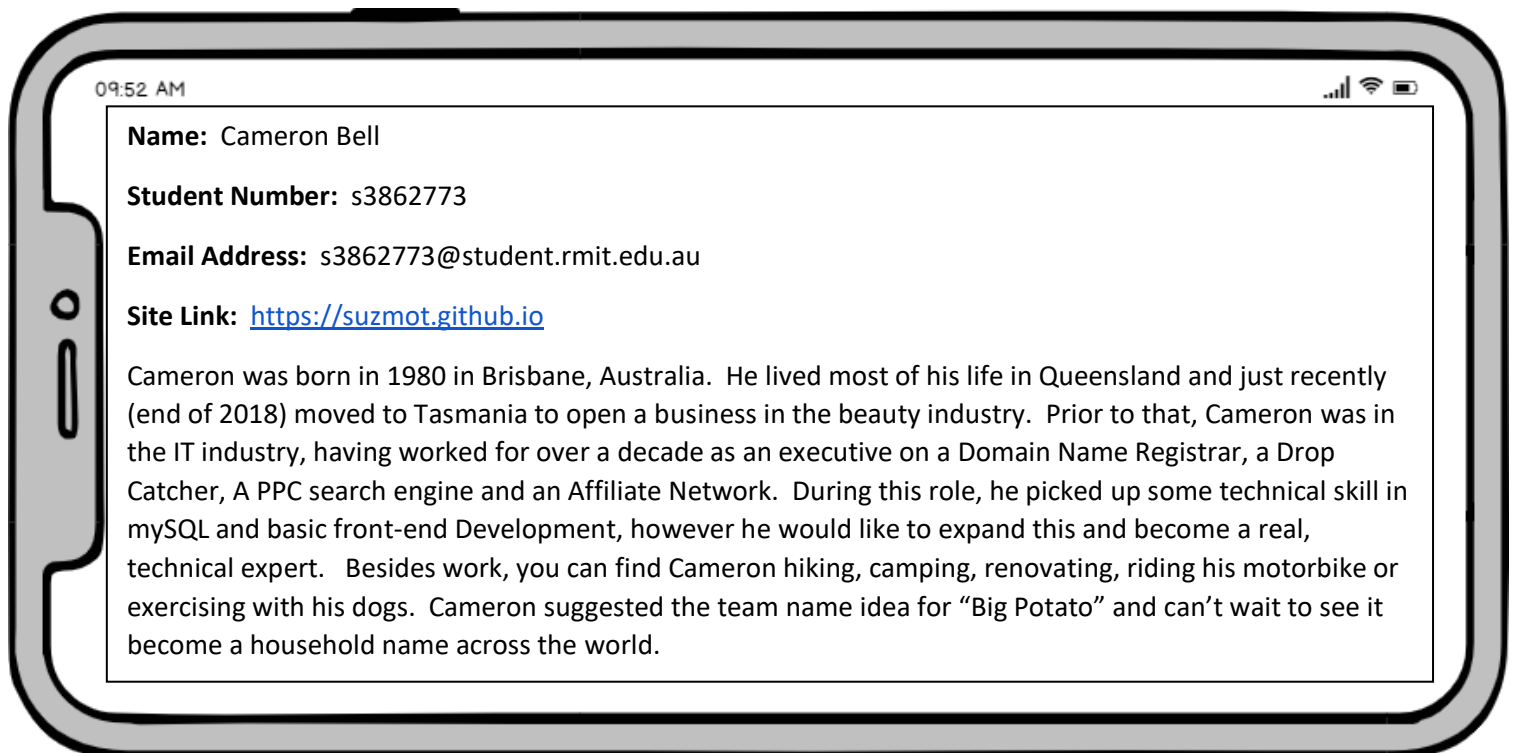 09:52 AM
Name:  Cameron Bell
Student Number:  s3862773
Email Address:  s3862773@student.rmit.edu.au
Site Link:  https://suzmot.github.io
Cameron was born in 1980 in Brisbane, Australia.  He lived most of his life in Queensland and just recently
(end of 2018) moved to Tasmania to open a business in the beauty industry.  Prior to that, Cameron was in
the IT industry, having worked for over a decade as an executive on a Domain Name Registrar, a Drop
Catcher, A PPC search engine and an Affiliate Network.  During this role, he picked up some technical skill in
mySQL and basic front-end Development, however he would like to expand this and become a real,
technical expert.   Besides work, you can find Cameron hiking, camping, renovating, riding his motorbike or
exercising with his dogs.  Cameron suggested the team name idea for “Big Potato” and can’t wait to see it
become a household name across the world.